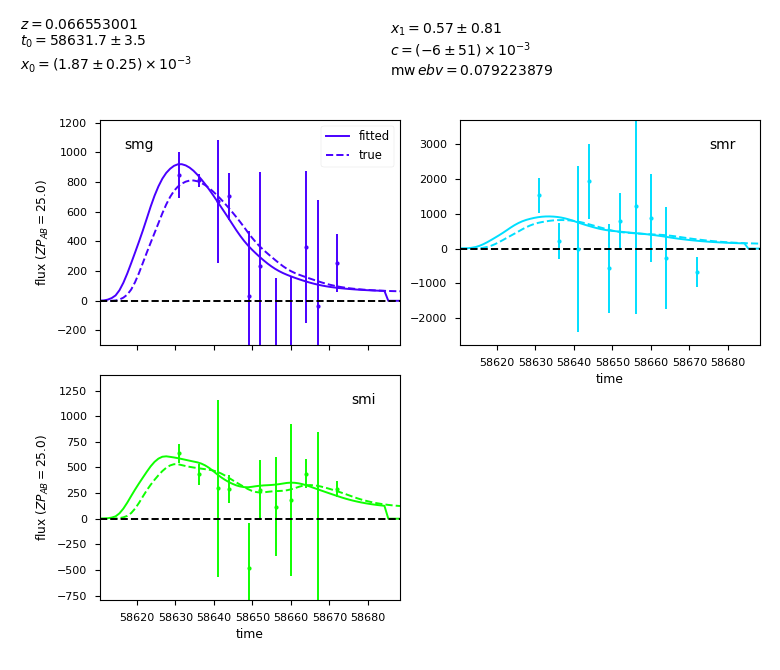 z = 0.066553001
t₀ = 58631.7 ± 3.5
x₀ = (1.87 ± 0.25) × 10⁻³
x₁ = 0.57 ± 0.81
c = (−6 ± 51) × 10⁻³
mw ebv = 0.079223879
smg
fitted
true
1200
1000
800
600
400
200
0
−200
flux (ZP_AB = 25.0)
smr
3000
2000
1000
0
−1000
−2000
58620 58630 58640 58650 58660 58670 58680
time
smi
1250
1000
750
500
250
0
−250
−500
−750
flux (ZP_AB = 25.0)
58620 58630 58640 58650 58660 58670 58680
time